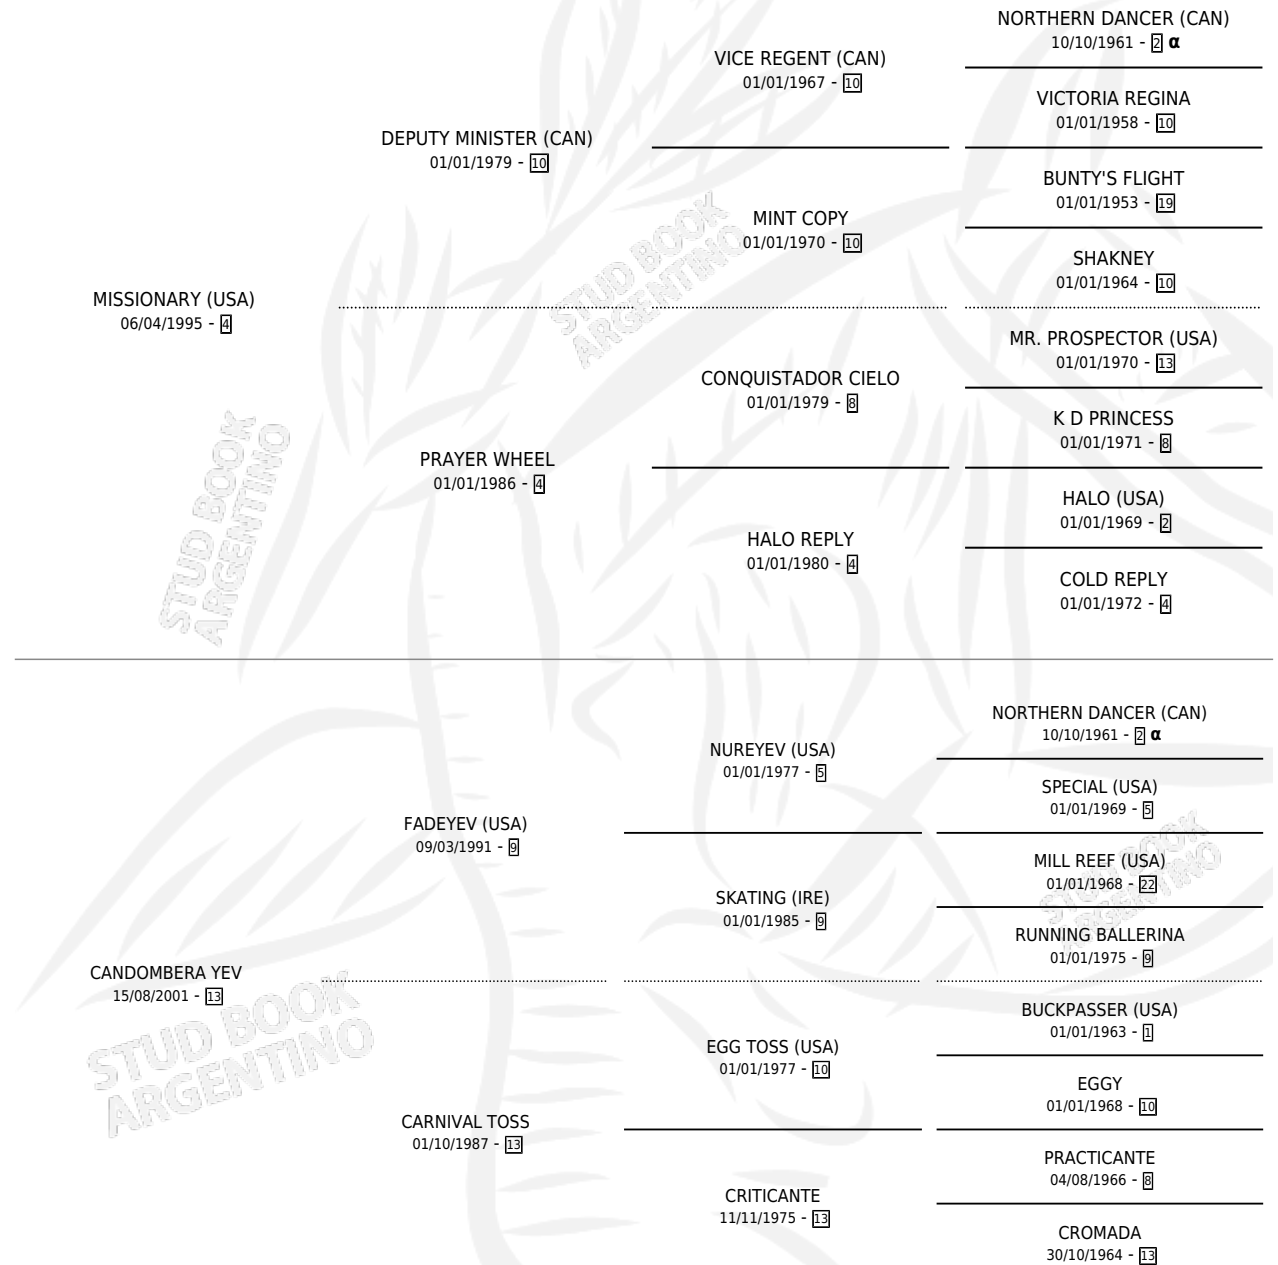 NORTHERN DANCER (CAN)
10/10/1961 - 2 α
VICE REGENT (CAN)
01/01/1967 - 10
VICTORIA REGINA
01/01/1958 - 10
DEPUTY MINISTER (CAN)
01/01/1979 - 10
BUNTY'S FLIGHT
01/01/1953 - 19
MINT COPY
01/01/1970 - 10
SHAKNEY
01/01/1964 - 10
MISSIONARY (USA)
06/04/1995 - 4
MR. PROSPECTOR (USA)
01/01/1970 - 13
CONQUISTADOR CIELO
01/01/1979 - 8
K D PRINCESS
01/01/1971 - 8
PRAYER WHEEL
01/01/1986 - 4
HALO (USA)
01/01/1969 - 2
HALO REPLY
01/01/1980 - 4
COLD REPLY
01/01/1972 - 4
NORTHERN DANCER (CAN)
10/10/1961 - 2 α
NUREYEV (USA)
01/01/1977 - 5
SPECIAL (USA)
01/01/1969 - 5
FADEYEV (USA)
09/03/1991 - 9
MILL REEF (USA)
01/01/1968 - 22
SKATING (IRE)
01/01/1985 - 9
RUNNING BALLERINA
01/01/1975 - 9
CANDOMBERA YEV
15/08/2001 - 13
BUCKPASSER (USA)
01/01/1963 - 1
EGG TOSS (USA)
01/01/1977 - 10
EGGY
01/01/1968 - 10
CARNIVAL TOSS
01/10/1987 - 13
PRACTICANTE
04/08/1966 - 8
CRITICANTE
11/11/1975 - 13
CROMADA
30/10/1964 - 13
STUD BOOK
ARGENTINO
STUD BOOK
ARGENTINO
STUD BOOK
ARGENTINO
STUD BOOK
ARGENTINO